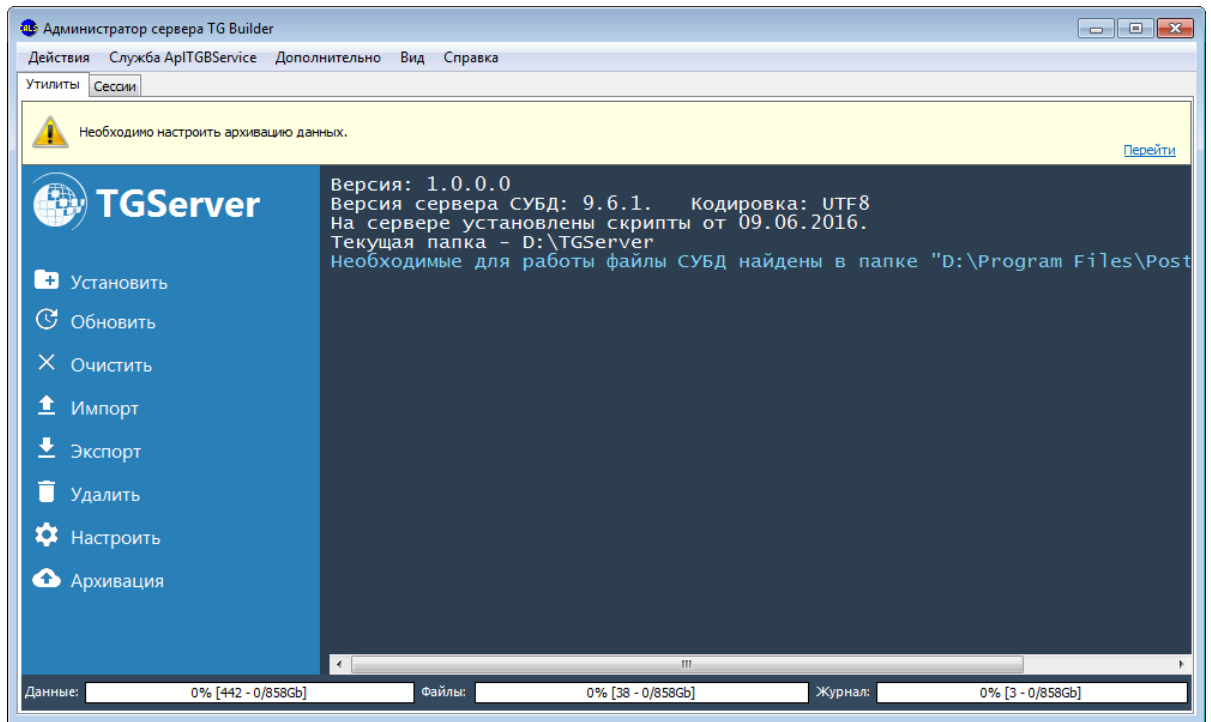 Администратор сервера TG Builder
Действия Служба AplTGBService Дополнительно Вид Справка
Утилиты Сессии
Необходимо настроить архивацию данных.
Перейти
TGServer
Установить
Обновить
Очистить
Импорт
Экспорт
Удалить
Настроить
Архивация
Версия: 1.0.0.0
Версия сервера СУБД: 9.6.1. Кодировка: UTF8
На сервере установлены скрипты от 09.06.2016.
Текущая папка - D:\TGServer
Необходимые для работы файлы СУБД найдены в папке "D:\Program Files\Post
Данные: 0% [442 - 0/858Gb] Файлы: 0% [38 - 0/858Gb] Журнал: 0% [3 - 0/858Gb]